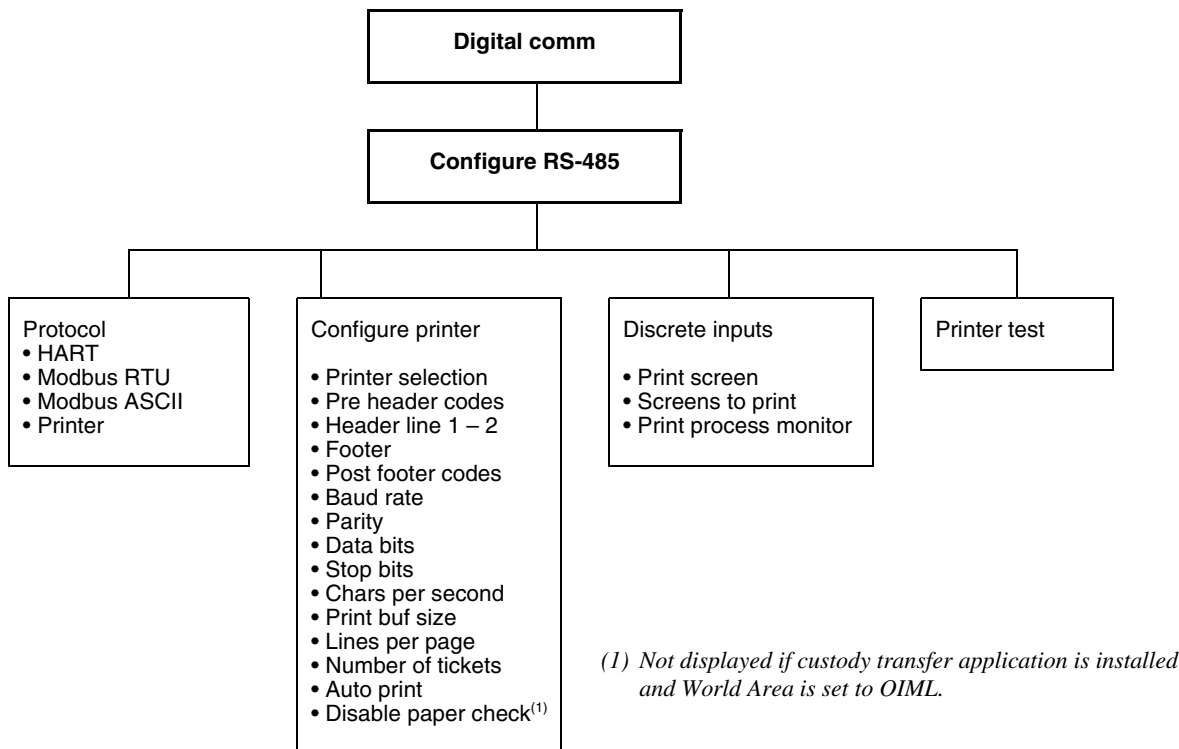 Digital comm
Configure RS-485
Protocol
• HART
• Modbus RTU
• Modbus ASCII
• Printer
Configure printer
• Printer selection
• Pre header codes
• Header line 1 – 2
• Footer
• Post footer codes
• Baud rate
• Parity
• Data bits
• Stop bits
• Chars per second
• Print buf size
• Lines per page
• Number of tickets
• Auto print
• Disable paper check(1)
Discrete inputs
• Print screen
• Screens to print
• Print process monitor
Printer test
(1) Not displayed if custody transfer application is installed
and World Area is set to OIML.